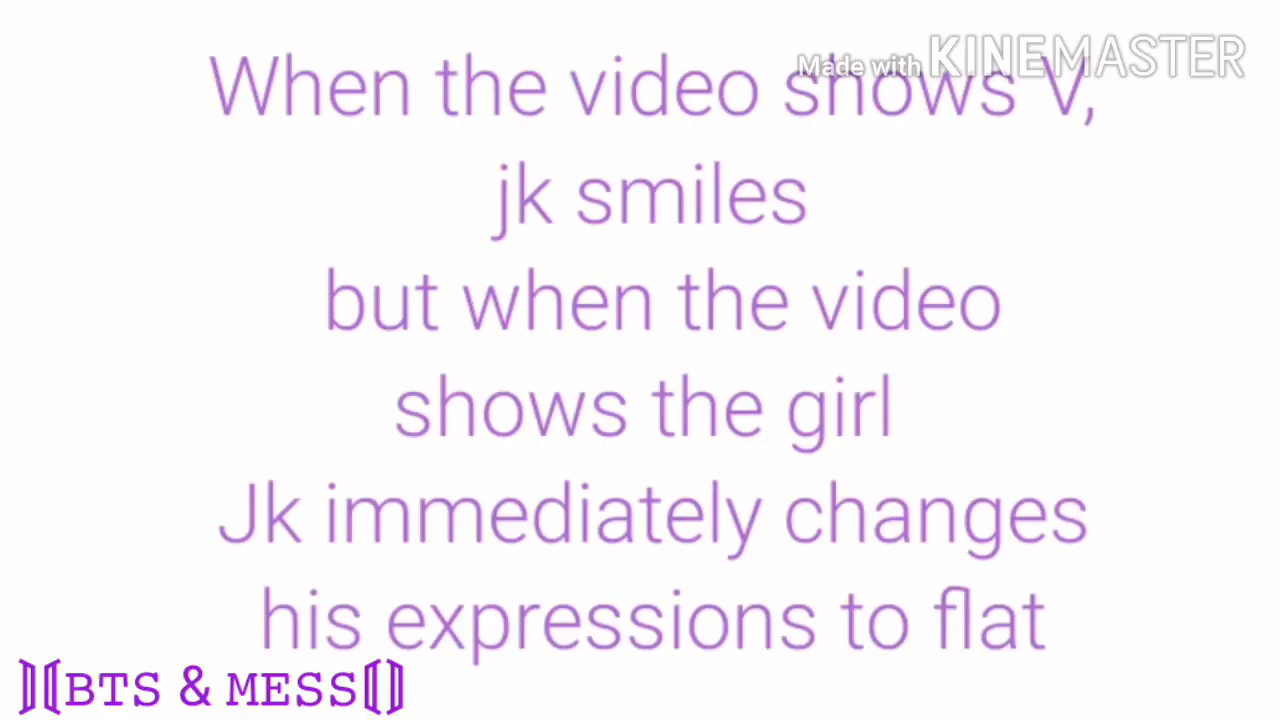 Made with KINEMASTER
When the video shows V,
jk smiles
but when the video
shows the girl
Jk immediately changes
his expressions to flat
⟧⟦BTS & MESS⟦⟧